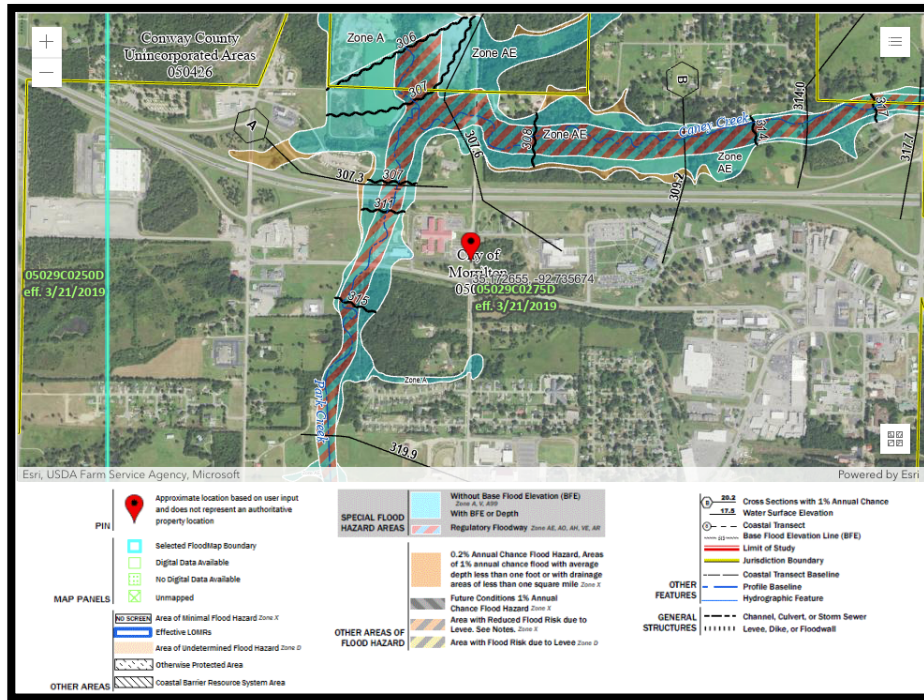 Conway County
Unincorporated Areas
050426
Zone A
306
Zone AE
307
A
B
314.0
317
317.7
Caney Creek
314
Zone AE
308
307.6
Zone
AE
309.2
307.3
307
311
City of
Morrilton
35.172655, -92.735674
05029C0250D
eff. 3/21/2019
05029C0275D
eff. 3/21/2019
315
Zone A
319.9
Esri, USDA Farm Service Agency, Microsoft
Powered by Esri
PIN
Approximate location based on user input
and does not represent an authoritative
property location
MAP PANELS
Selected FloodMap Boundary
Digital Data Available
No Digital Data Available
Unmapped
OTHER AREAS
NO SCREEN Area of Minimal Flood Hazard Zone X
Effective LOMRs
Area of Undetermined Flood Hazard Zone D
Otherwise Protected Area
Coastal Barrier Resource System Area
SPECIAL FLOOD
HAZARD AREAS
Without Base Flood Elevation (BFE)
Zone A, V, A99
With BFE or Depth
Regulatory Floodway Zone AE, AO, AH, VE, AR
OTHER AREAS OF
FLOOD HAZARD
0.2% Annual Chance Flood Hazard, Areas
of 1% annual chance flood with average
depth less than one foot or with drainage
areas of less than one square mile Zone X
Future Conditions 1% Annual
Chance Flood Hazard Zone X
Area with Reduced Flood Risk due to
Levee. See Notes. Zone X
Area with Flood Risk due to Levee Zone D
OTHER
FEATURES
20.2 Cross Sections with 1% Annual Chance
17.5 Water Surface Elevation
Coastal Transect
Base Flood Elevation Line (BFE)
Limit of Study
Jurisdiction Boundary
Coastal Transect Baseline
Profile Baseline
Hydrographic Feature
GENERAL
STRUCTURES
Channel, Culvert, or Storm Sewer
Levee, Dike, or Floodwall